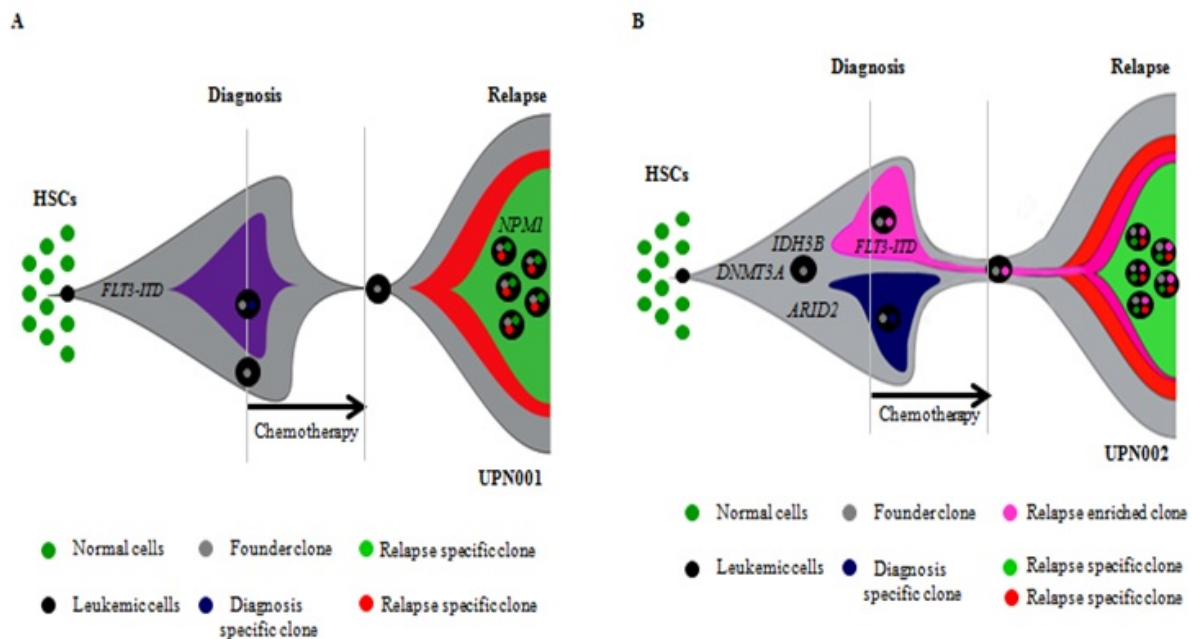 A
Diagnosis
Relapse
HSCs
FLT3-ITD
NPM1
Chemotherapy
UPN001
Normal cells
Founder clone
Relapse specific clone
Leukemic cells
Diagnosis
specific clone
Relapse specific clone
B
Diagnosis
Relapse
HSCs
IDH3B
FLT3-ITD
DNMT3A
ARID2
Chemotherapy
UPN002
Normal cells
Founder clone
Relapse enriched clone
Leukemic cells
Diagnosis
specific clone
Relapse specific clone
Relapse specific clone